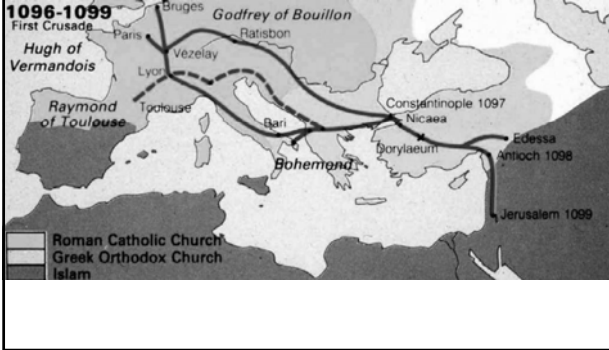 1096-1099
First Crusade
Bruges
Godfrey of Bouillon
Paris
Ratisbon
Hugh of
Vermandois
Vézelay
Lyon
Raymond
of Toulouse
Toulouse
Constantinople 1097
Nicaea
Bari
Dorylaeum
Edessa
Bohemond
Antioch 1098
Jerusalem 1099
Roman Catholic Church
Greek Orthodox Church
Islam